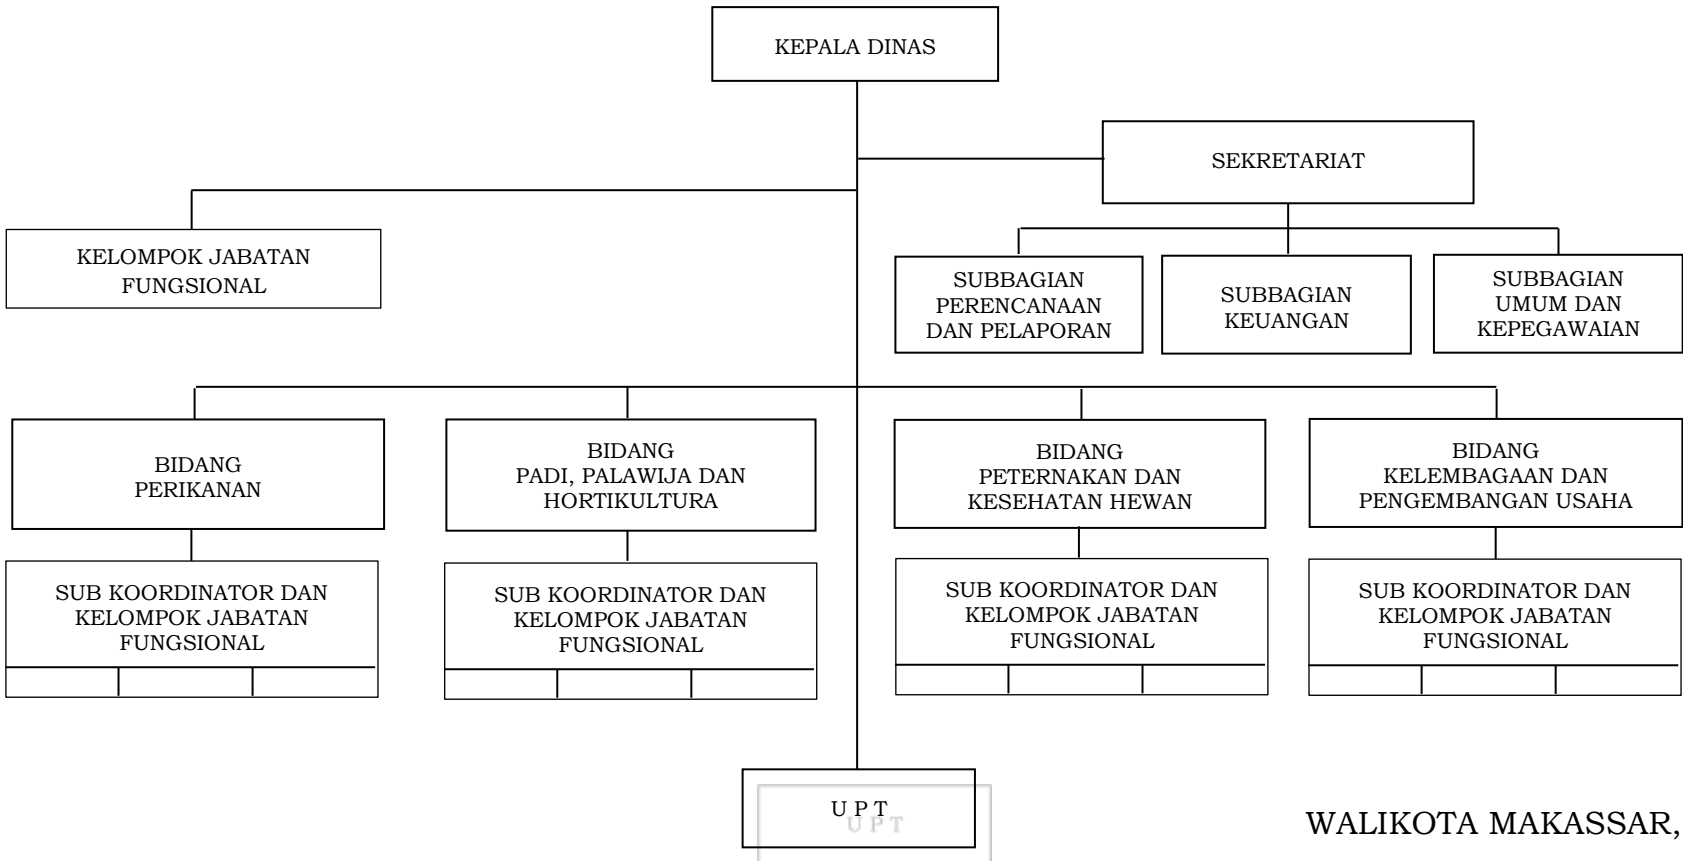 KEPALA DINAS
SEKRETARIAT
KELOMPOK JABATAN
FUNGSIONAL
SUBBAGIAN
PERENCANAAN
DAN PELAPORAN
SUBBAGIAN
KEUANGAN
SUBBAGIAN
UMUM DAN
KEPEGAWAIAN
BIDANG
PERIKANAN
BIDANG
PADI, PALAWIJA DAN
HORTIKULTURA
BIDANG
PETERNAKAN DAN
KESEHATAN HEWAN
BIDANG
KELEMBAGAAN DAN
PENGEMBANGAN USAHA
SUB KOORDINATOR DAN
KELOMPOK JABATAN
FUNGSIONAL
SUB KOORDINATOR DAN
KELOMPOK JABATAN
FUNGSIONAL
SUB KOORDINATOR DAN
KELOMPOK JABATAN
FUNGSIONAL
SUB KOORDINATOR DAN
KELOMPOK JABATAN
FUNGSIONAL
U P T
U P T
WALIKOTA MAKASSAR,